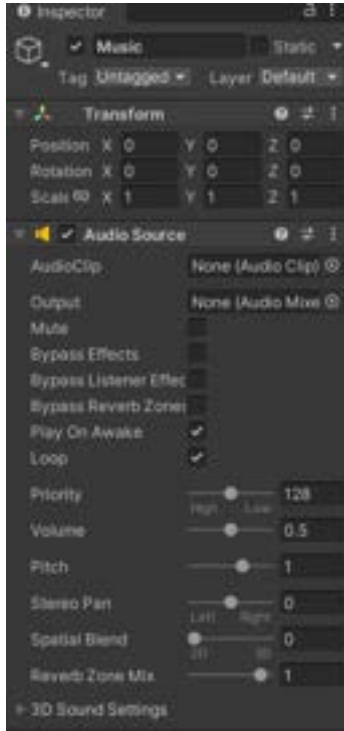 Inspector
Music Static
Tag Untagged Layer Default
Transform
Position X 0 Y 0 Z 0
Rotation X 0 Y 0 Z 0
Scale X 1 Y 1 Z 1
Audio Source
AudioClip None (Audio Clip)
Output None (Audio Mixe
Mute
Bypass Effects
Bypass Listener Effec
Bypass Reverb Zones
Play On Awake
Loop
Priority 128
High Low
Volume 0.5
Pitch 1
Stereo Pan 0
Left Right
Spatial Blend 0
2D 3D
Reverb Zone Mix 1
3D Sound Settings